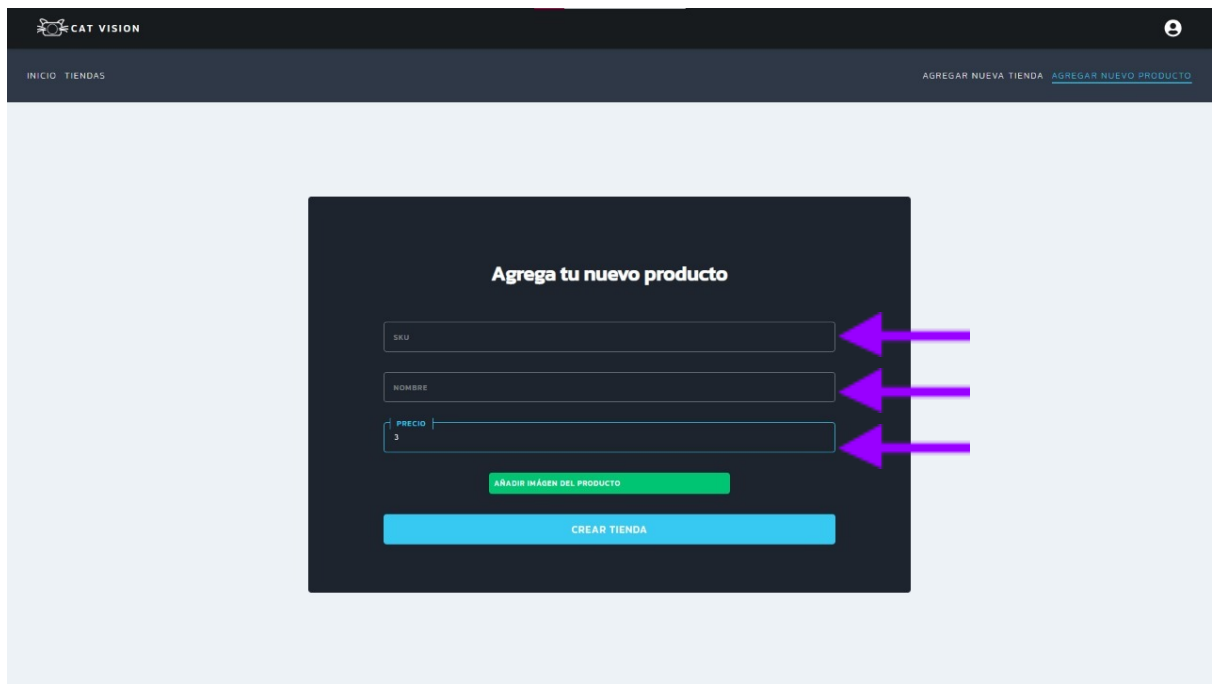 CAT VISION
INICIO TIENDAS
AGREGAR NUEVA TIENDA AGREGAR NUEVO PRODUCTO
Agrega tu nuevo producto
SKU
NOMBRE
PRECIO
3
AÑADIR IMÁGEN DEL PRODUCTO
CREAR TIENDA